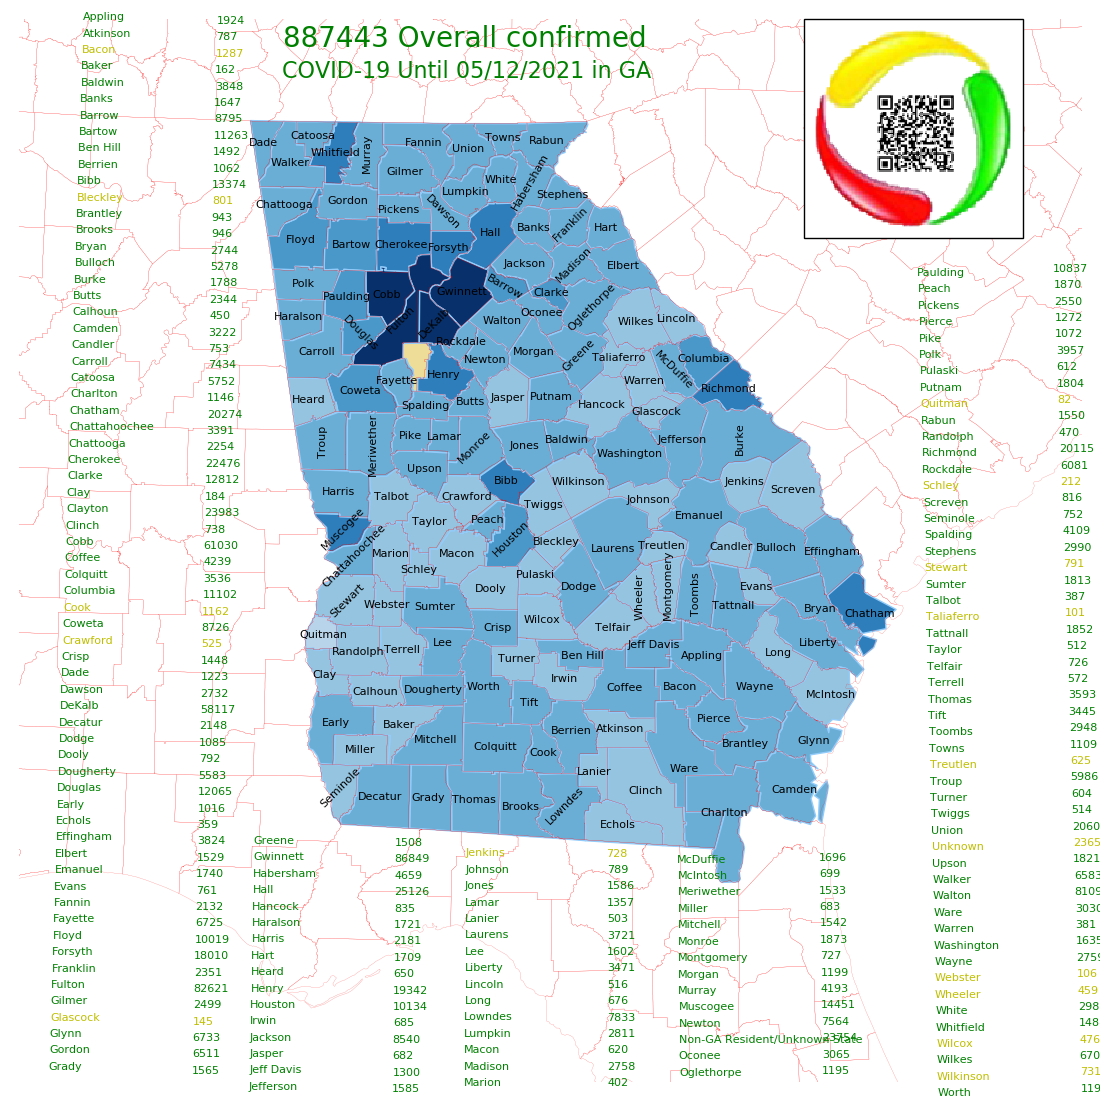 887443 Overall confirmed
COVID-19 Until 05/12/2021 in GA
Appling 1924
Atkinson 787
Bacon 1287
Baker 162
Baldwin 3848
Banks 1647
Barrow 8795
Bartow 11263
Ben Hill 1492
Berrien 1062
Bibb 13374
Bleckley 801
Brantley 943
Brooks 946
Bryan 2744
Bulloch 5278
Burke 1788
Butts 2344
Calhoun 450
Camden 3222
Candler 753
Carroll 7434
Catoosa 5752
Charlton 1146
Chatham 20274
Chattahoochee 3391
Chattooga 2254
Cherokee 22476
Clarke 12812
Clay 184
Clayton 23983
Clinch 738
Cobb 61030
Coffee 4239
Colquitt 3536
Columbia 11102
Cook 1162
Coweta 8726
Crawford 525
Crisp 1448
Dade 1223
Dawson 2732
DeKalb 58117
Decatur 2148
Dodge 1085
Dooly 792
Dougherty 5583
Douglas 12065
Early 1016
Echols 359
Effingham 3824
Elbert 1529
Emanuel 1740
Evans 761
Fannin 2132
Fayette 6725
Floyd 10019
Forsyth 18010
Franklin 2351
Fulton 82621
Gilmer 2499
Glascock 145
Glynn 6733
Gordon 6511
Grady 1565
Greene 1508
Gwinnett 86849
Habersham 4659
Hall 25126
Hancock 835
Haralson 1721
Harris 2181
Hart 1709
Heard 650
Henry 19342
Houston 10134
Irwin 685
Jackson 8540
Jasper 682
Jeff Davis 1300
Jefferson 1585
Jenkins 728
Johnson 789
Jones 1586
Lamar 1357
Lanier 503
Laurens 3721
Lee 1602
Liberty 3471
Lincoln 516
Long 676
Lowndes 7833
Lumpkin 2811
Macon 620
Madison 2758
Marion 402
McDuffie 1696
McIntosh 699
Meriwether 1533
Miller 683
Mitchell 1542
Monroe 1873
Montgomery 727
Morgan 1199
Murray 4193
Muscogee 14451
Newton 7564
Non-GA Resident/Unknown State 23754
Oconee 3065
Oglethorpe 1195
Paulding 10837
Peach 1870
Pickens 2550
Pierce 1272
Pike 1072
Polk 3957
Pulaski 612
Putnam 1804
Quitman 82
Rabun 1550
Randolph 470
Richmond 20115
Rockdale 6081
Schley 212
Screven 816
Seminole 752
Spalding 4109
Stephens 2990
Stewart 791
Sumter 1813
Talbot 387
Taliaferro 101
Tattnall 1852
Taylor 512
Telfair 726
Terrell 572
Thomas 3593
Tift 3445
Toombs 2948
Towns 1109
Treutlen 625
Troup 5986
Turner 604
Twiggs 514
Union 2060
Unknown 2365
Upson 1821
Walker 6583
Walton 8109
Ware 3030
Warren 381
Washington 1635
Wayne 2759
Webster 106
Wheeler 459
White 298
Whitfield 148
Wilcox 476
Wilkes 670
Wilkinson 731
Worth 119
Dade
Catoosa
Whitfield
Murray
Fannin
Union
Towns
Rabun
Walker
Gilmer
White
Habersham
Lumpkin
Stephens
Chattooga
Gordon
Pickens
Dawson
Hall
Banks
Franklin
Hart
Floyd
Bartow
Cherokee
Forsyth
Jackson
Madison
Elbert
Polk
Paulding
Cobb
Gwinnett
Barrow
Clarke
Oconee
Oglethorpe
Haralson
Douglas
Fulton
DeKalb
Walton
Wilkes
Lincoln
Carroll
Rockdale
Newton
Morgan
Greene
Taliaferro
McDuffie
Columbia
Fayette
Henry
Warren
Richmond
Heard
Coweta
Spalding
Butts
Jasper
Putnam
Hancock
Glascock
Troup
Meriwether
Pike
Lamar
Monroe
Jones
Baldwin
Washington
Jefferson
Burke
Upson
Harris
Talbot
Crawford
Bibb
Wilkinson
Jenkins
Screven
Twiggs
Johnson
Muscogee
Taylor
Peach
Houston
Emanuel
Chattahoochee
Marion
Macon
Bleckley
Laurens
Treutlen
Candler
Bulloch
Effingham
Schley
Pulaski
Dodge
Wheeler
Montgomery
Toombs
Evans
Stewart
Webster
Sumter
Dooly
Tattnall
Bryan
Chatham
Crisp
Wilcox
Telfair
Quitman
Randolph
Terrell
Lee
Jeff Davis
Appling
Long
Liberty
Clay
Turner
Ben Hill
Irwin
Calhoun
Dougherty
Worth
Coffee
Bacon
Wayne
McIntosh
Tift
Early
Baker
Mitchell
Berrien
Atkinson
Pierce
Brantley
Glynn
Miller
Colquitt
Cook
Ware
Lanier
Seminole
Decatur
Grady
Thomas
Brooks
Lowndes
Clinch
Camden
Echols
Charlton